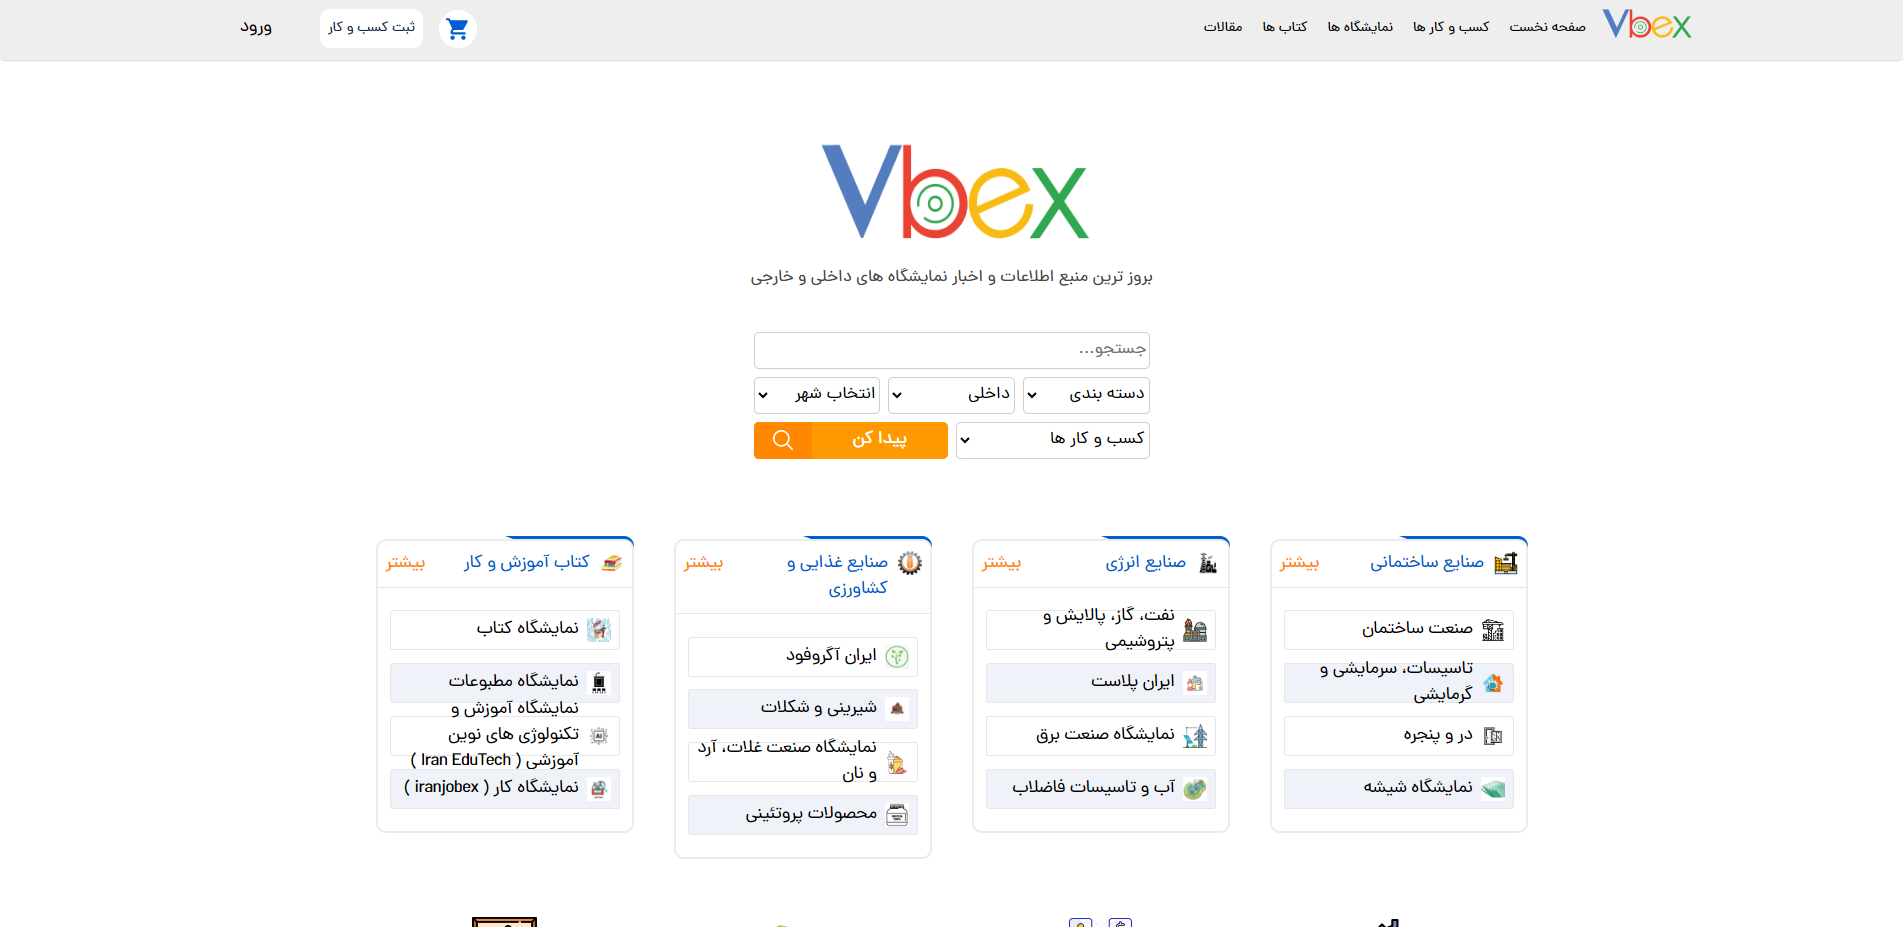 Vbex
صفحه نخست
کسب و کار ها
نمایشگاه ها
کتاب ها
مقالات
ثبت کسب و کار
ورود
Vbex
بروز ترین منبع اطلاعات و اخبار نمایشگاه های داخلی و خارجی
جستجو...
دسته بندی
داخلی
انتخاب شهر
کسب و کار ها
پیدا کن
صنایع ساختمانی
بیشتر
صنعت ساختمان
تاسیسات، سرمایشی و
گرمایشی
در و پنجره
نمایشگاه شیشه
صنایع انرژی
بیشتر
نفت، گاز، پالایش و
پتروشیمی
ایران پلاست
نمایشگاه صنعت برق
آب و تاسیسات فاضلاب
صنایع غذایی و
کشاورزی
بیشتر
ایران آگروفود
شیرینی و شکلات
نمایشگاه صنعت غلات، آرد
و نان
محصولات پروتئینی
کتاب آموزش و کار
بیشتر
نمایشگاه کتاب
نمایشگاه مطبوعات
نمایشگاه آموزش و
تکنولوژی های نوین
آموزشی ( Iran EduTech )
نمایشگاه کار ( iranjobex )